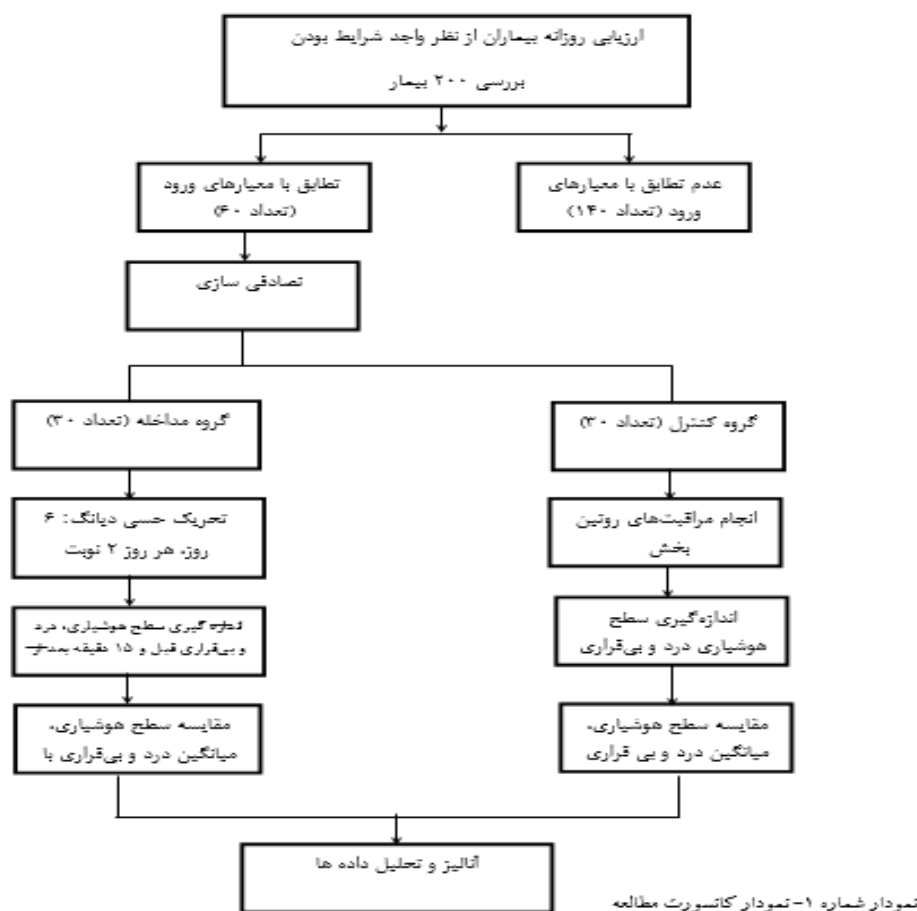 ارزیابی روزانه بیماران از نظر واجد شرایط بودن
بررسی ۲۰۰ بیمار
عدم تطابق با معیارهای
ورود (تعداد ۱۴۰)
تطابق با معیارهای ورود
(تعداد ۶۰)
تصادفی سازی
گروه کنترل (تعداد ۳۰)
گروه مداخله (تعداد ۳۰)
انجام مراقبت‌های روتین
بخش
تحریک حسی دیانگ: ۶
روز، هر روز ۲ نوبت
اندازه‌گیری سطح
هوشیاری درد و بی‌قراری
اندازه گیری سطح هوشیاری، درد
و بی‌قراری قبل و ۱۵ دقیقه بعد از
مقایسه سطح هوشیاری،
میانگین درد و بی قراری
مقایسه سطح هوشیاری،
میانگین درد و بی‌قراری با
آنالیز و تحلیل داده ها
نمودار شماره ۱- نمودار کانسورت مطالعه